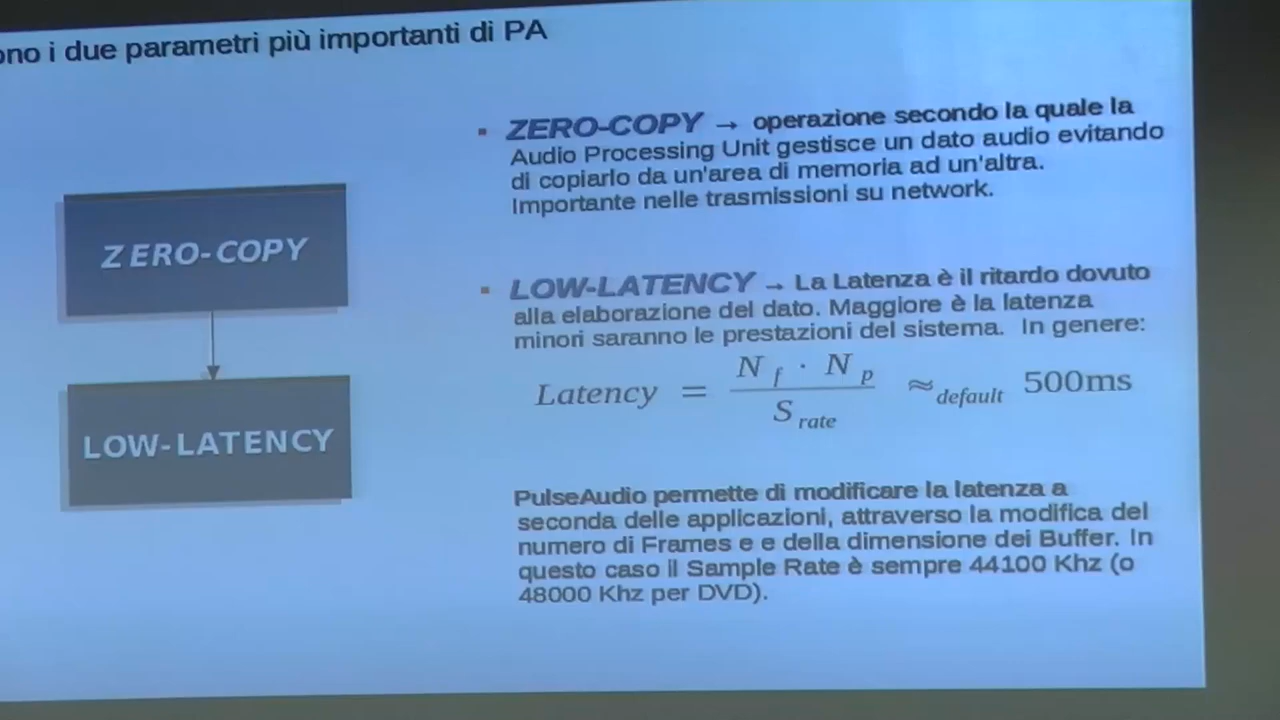 ono i due parametri più importanti di PA
ZERO-COPY
LOW-LATENCY
▪ ZERO-COPY → operazione secondo la quale la
Audio Processing Unit gestisce un dato audio evitando
di copiarlo da un'area di memoria ad un'altra.
Importante nelle trasmissioni su network.
▪ LOW-LATENCY → La Latenza è il ritardo dovuto
alla elaborazione del dato. Maggiore è la latenza
minori saranno le prestazioni del sistema. In genere:
Latency = N f · N p / S rate ≈ default 500ms
PulseAudio permette di modificare la latenza a
seconda delle applicazioni, attraverso la modifica del
numero di Frames e e della dimensione dei Buffer. In
questo caso il Sample Rate è sempre 44100 Khz (o
48000 Khz per DVD).